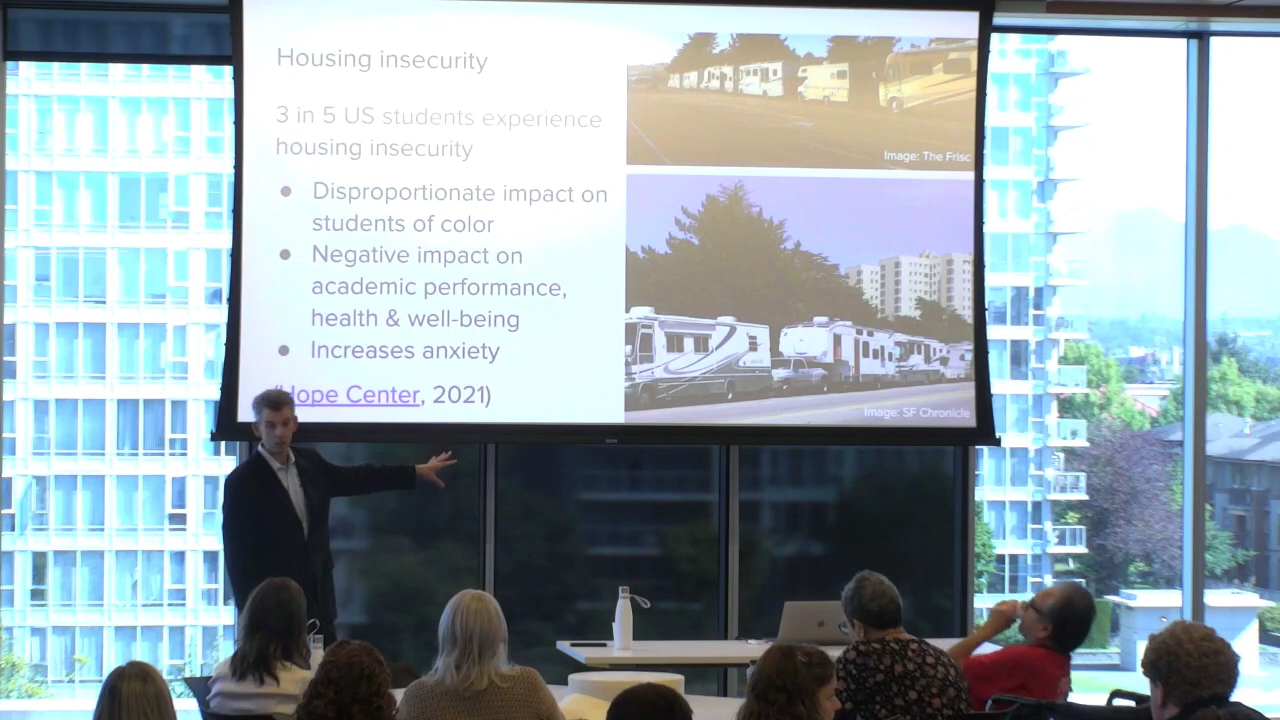 Housing insecurity
3 in 5 US students experience
housing insecurity
● Disproportionate impact on
students of color
● Negative impact on
academic performance,
health & well-being
● Increases anxiety
(Hope Center, 2021)
Image: The Frisc
Image: SF Chronicle